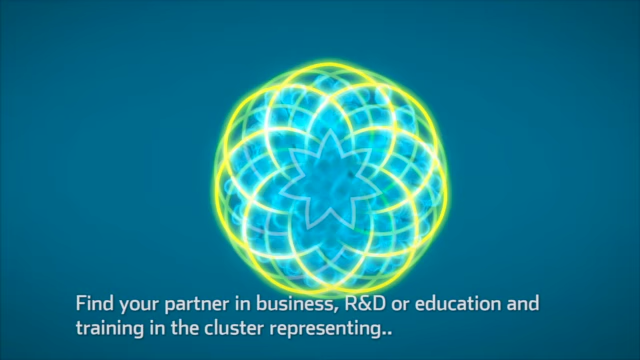 Find your partner in business, R&D or education and
training in the cluster representing..